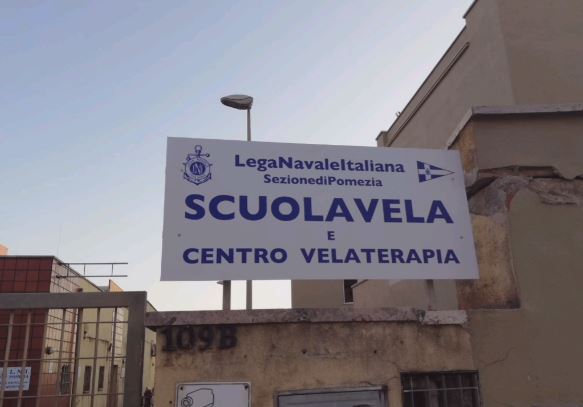 LegaNavaleItaliana
SezionediPomezia
SCUOLAVELA
E
CENTRO VELATERAPIA
109B
L. N. I.